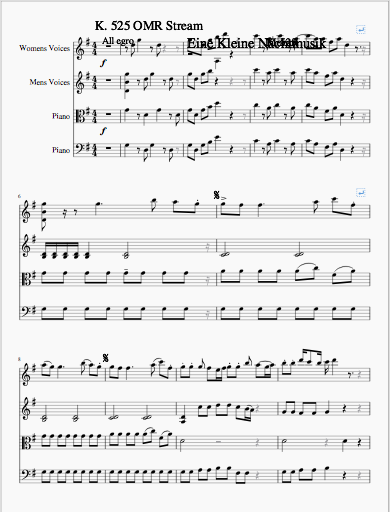 K. 525 OMR Stream
Allegro
Eine Kleine Nachtmusik
Womens Voices
f
Mens Voices
Piano
f
Piano
6
8